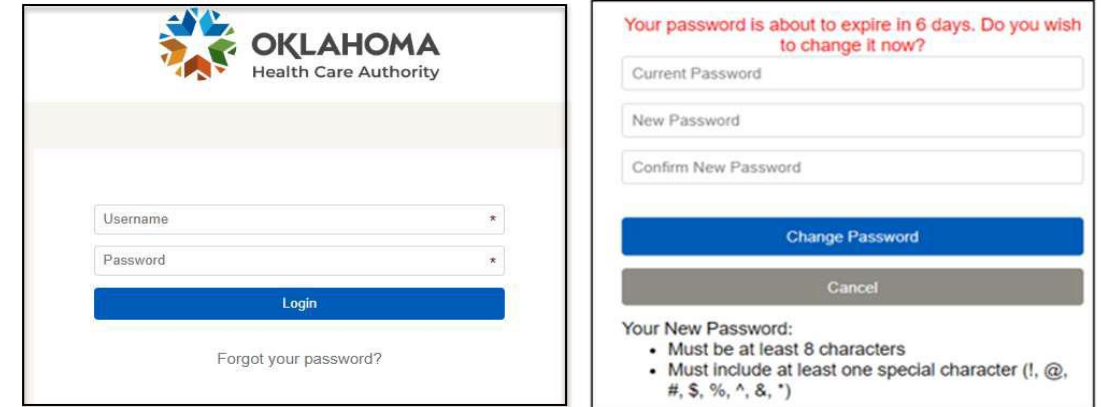 OKLAHOMA
Health Care Authority
Username *
Password *
Login
Forgot your password?
Your password is about to expire in 6 days. Do you wish
to change it now?
Current Password
New Password
Confirm New Password
Change Password
Cancel
Your New Password:
• Must be at least 8 characters
• Must include at least one special character (!, @,
#, $, %, ^, &, *)